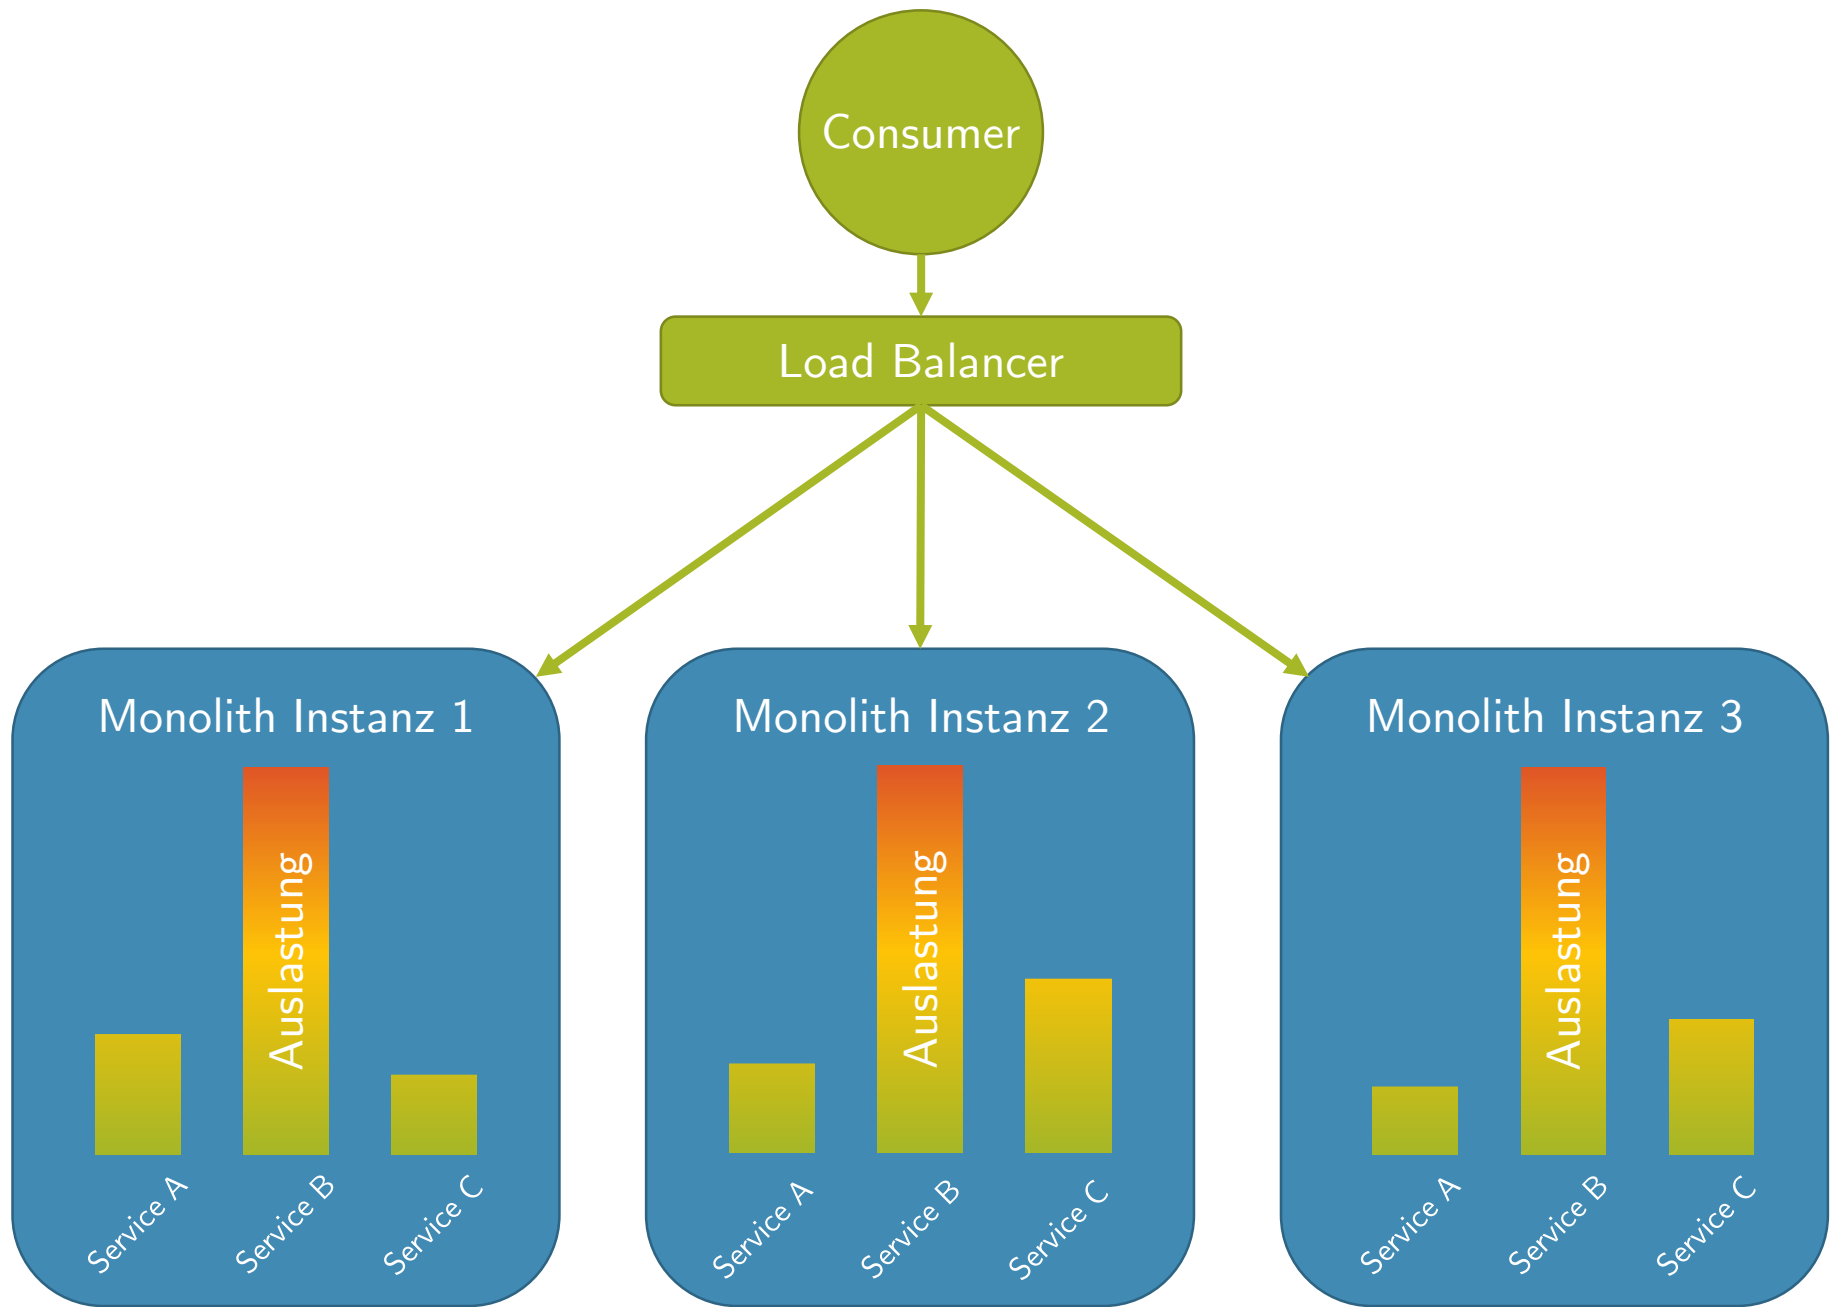 Consumer
Load Balancer
Monolith Instanz 1
Auslastung
Service A
Service B
Service C
Monolith Instanz 2
Auslastung
Service A
Service B
Service C
Monolith Instanz 3
Auslastung
Service A
Service B
Service C